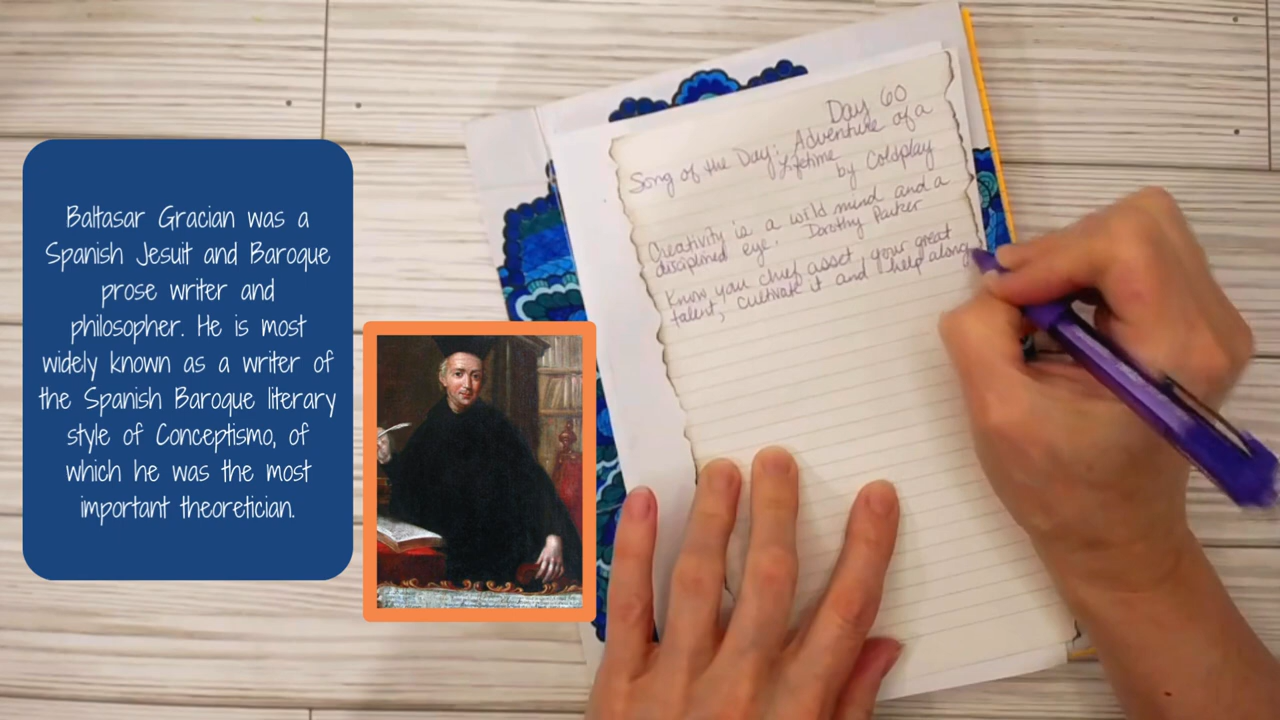 Baltasar Gracian was a
Spanish Jesuit and Baroque
prose writer and
philosopher. He is most
widely known as a writer of
the Spanish Baroque literary
style of Conceptismo, of
which he was the most
important theoretician.
Day 60
Song of the Day: Adventure of a
Lifetime
by Coldplay
Creativity is a wild mind and a
disciplined eye. Dorothy Parker
Know you chief asset, your great
talent, cultivate it and help along